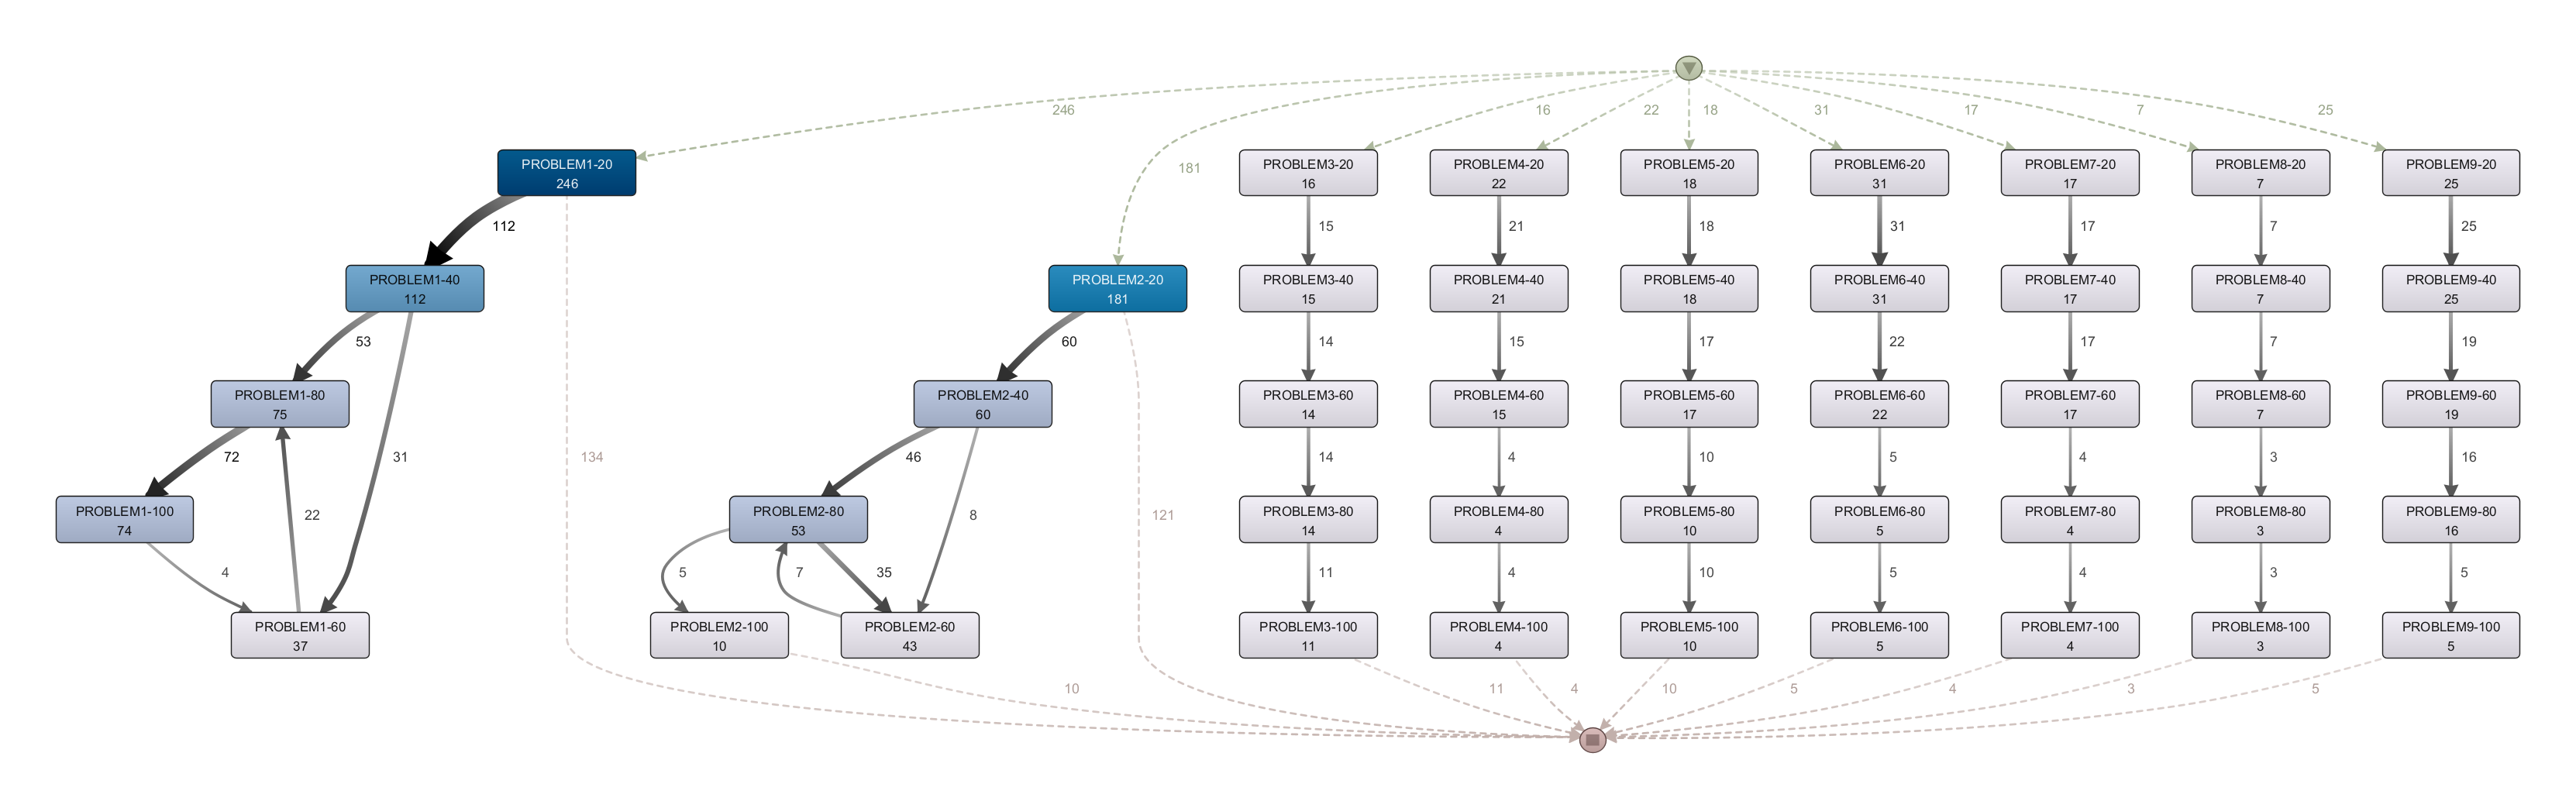 246
16
22
18
31
17
7
25
PROBLEM1-20
246
181
PROBLEM3-20
16
PROBLEM4-20
22
PROBLEM5-20
18
PROBLEM6-20
31
PROBLEM7-20
17
PROBLEM8-20
7
PROBLEM9-20
25
112
15
21
18
31
17
7
25
PROBLEM1-40
112
PROBLEM2-20
181
PROBLEM3-40
15
PROBLEM4-40
21
PROBLEM5-40
18
PROBLEM6-40
31
PROBLEM7-40
17
PROBLEM8-40
7
PROBLEM9-40
25
53
60
14
15
17
22
17
7
19
PROBLEM1-80
75
PROBLEM2-40
60
PROBLEM3-60
14
PROBLEM4-60
15
PROBLEM5-60
17
PROBLEM6-60
22
PROBLEM7-60
17
PROBLEM8-60
7
PROBLEM9-60
19
72
31
134
46
14
4
10
5
4
3
16
PROBLEM1-100
74
22
PROBLEM2-80
53
8
121
PROBLEM3-80
14
PROBLEM4-80
4
PROBLEM5-80
10
PROBLEM6-80
5
PROBLEM7-80
4
PROBLEM8-80
3
PROBLEM9-80
16
4
5
7
35
11
4
10
5
4
3
5
PROBLEM1-60
37
PROBLEM2-100
10
PROBLEM2-60
43
PROBLEM3-100
11
PROBLEM4-100
4
PROBLEM5-100
10
PROBLEM6-100
5
PROBLEM7-100
4
PROBLEM8-100
3
PROBLEM9-100
5
10
11
4
10
5
4
3
5